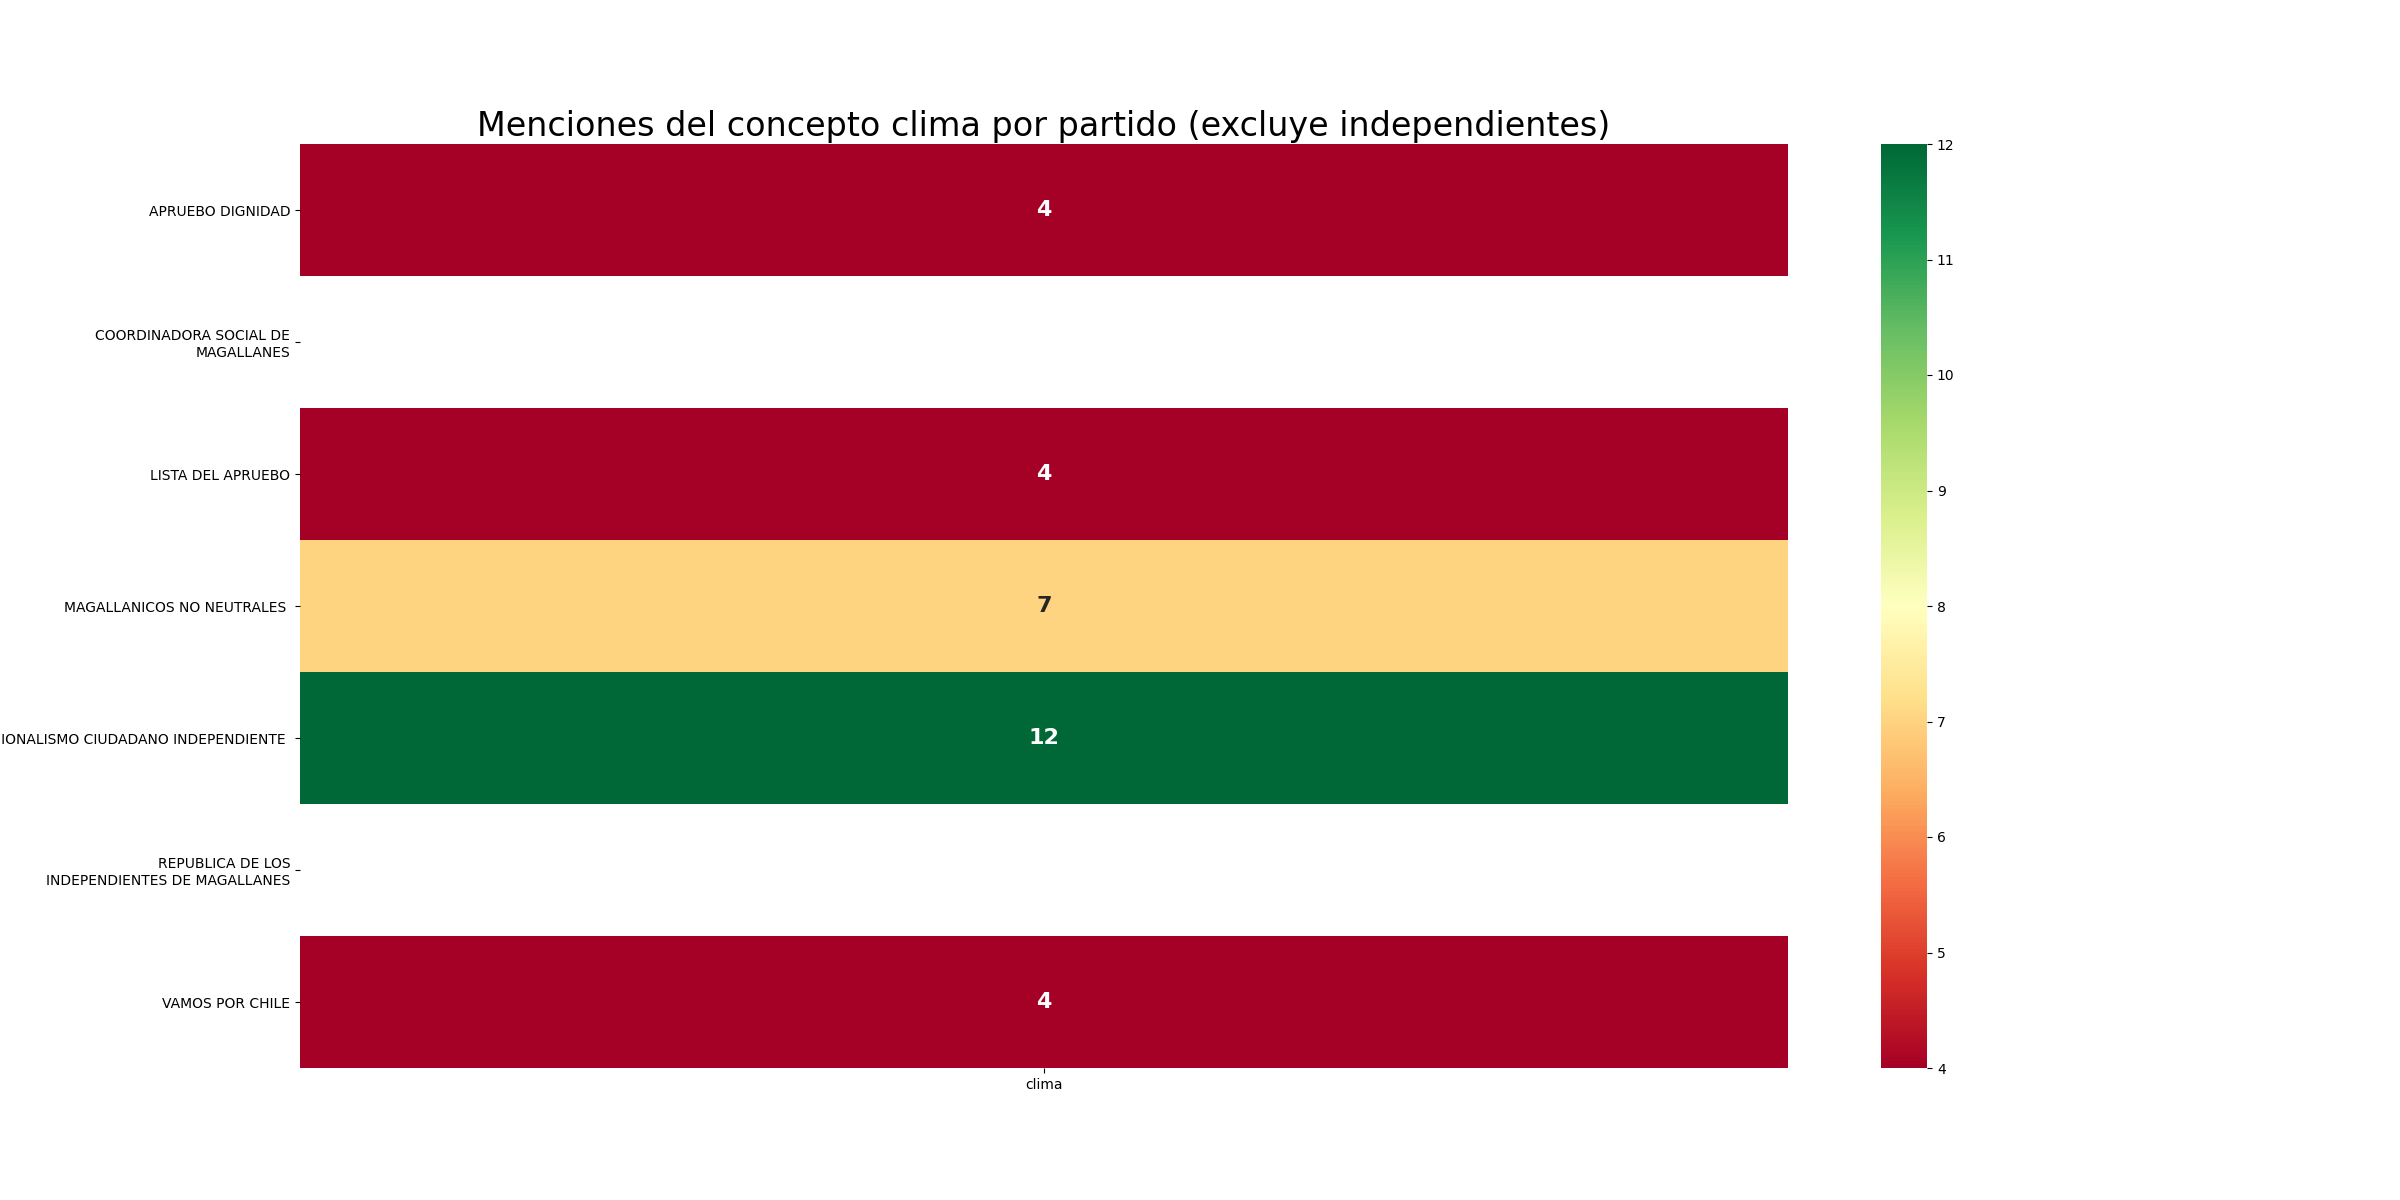 Menciones del concepto clima por partido (excluye independientes)
APRUEBO DIGNIDAD
4
COORDINADORA SOCIAL DE
MAGALLANES
LISTA DEL APRUEBO
4
MAGALLANICOS NO NEUTRALES
7
IONALISMO CIUDADANO INDEPENDIENTE
12
REPUBLICA DE LOS
INDEPENDIENTES DE MAGALLANES
VAMOS POR CHILE
4
clima
12
11
10
9
8
7
6
5
4